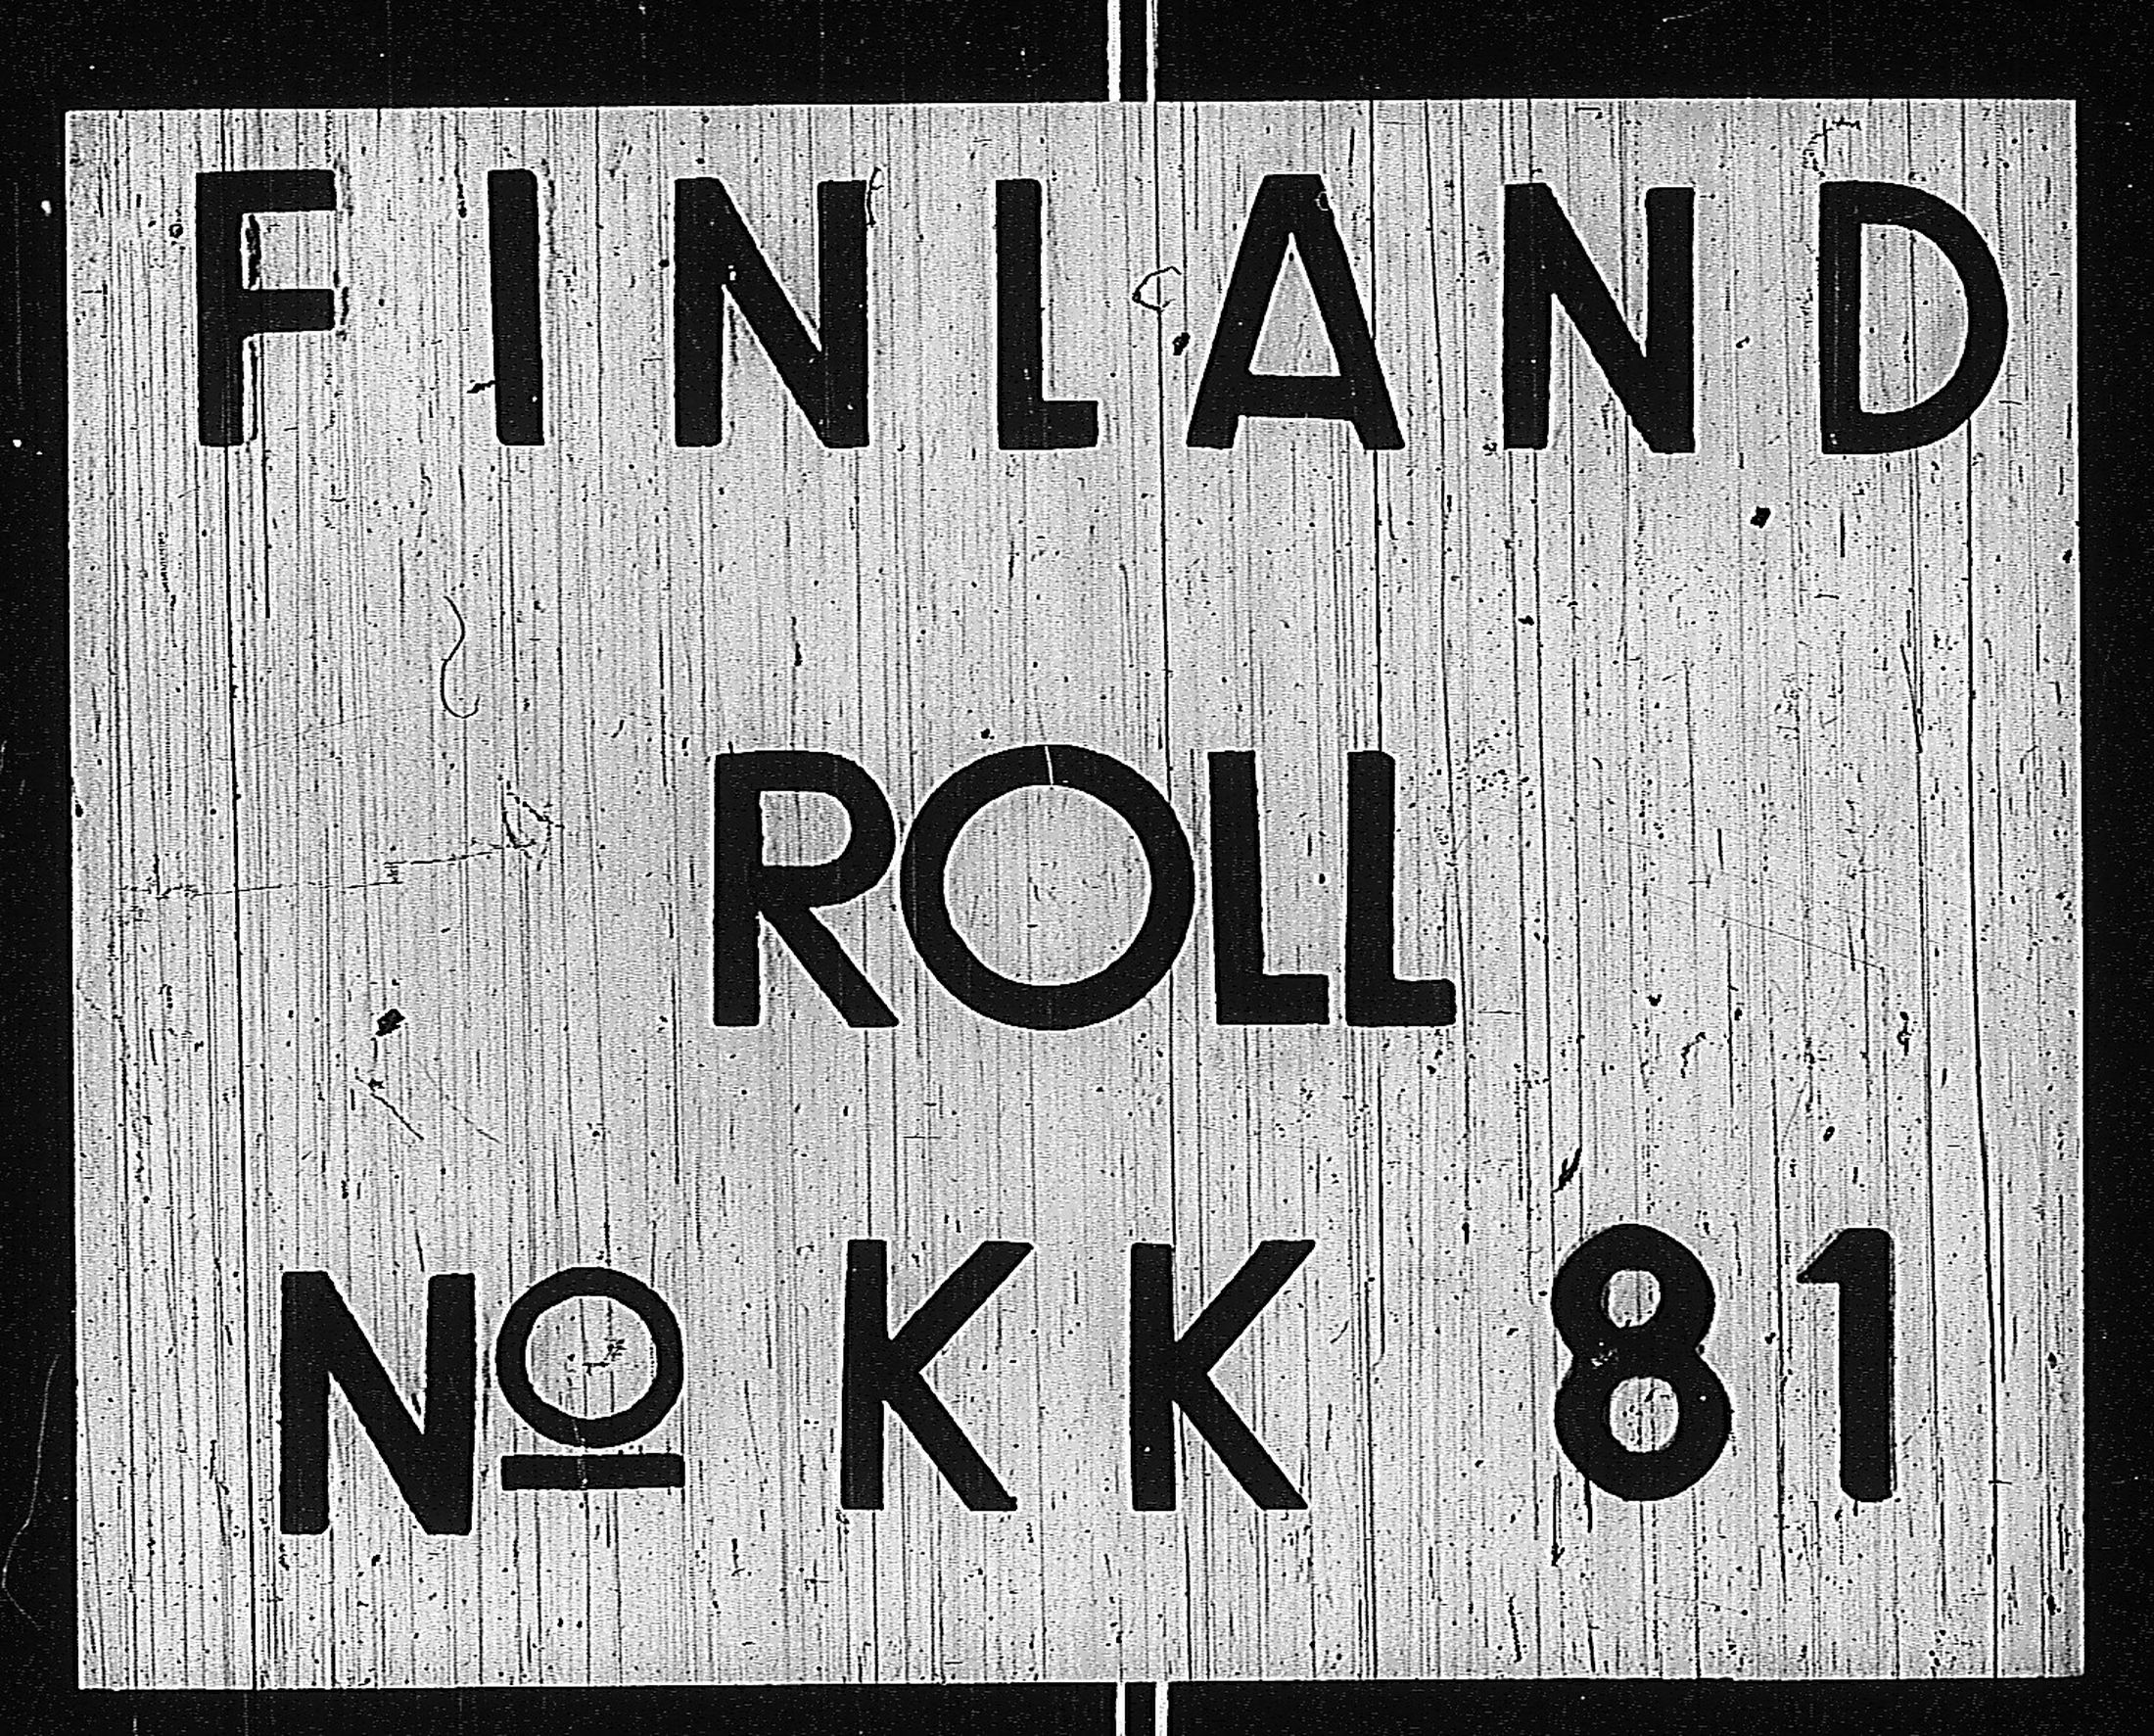 FINLAND
ROLL
Nº KK 81